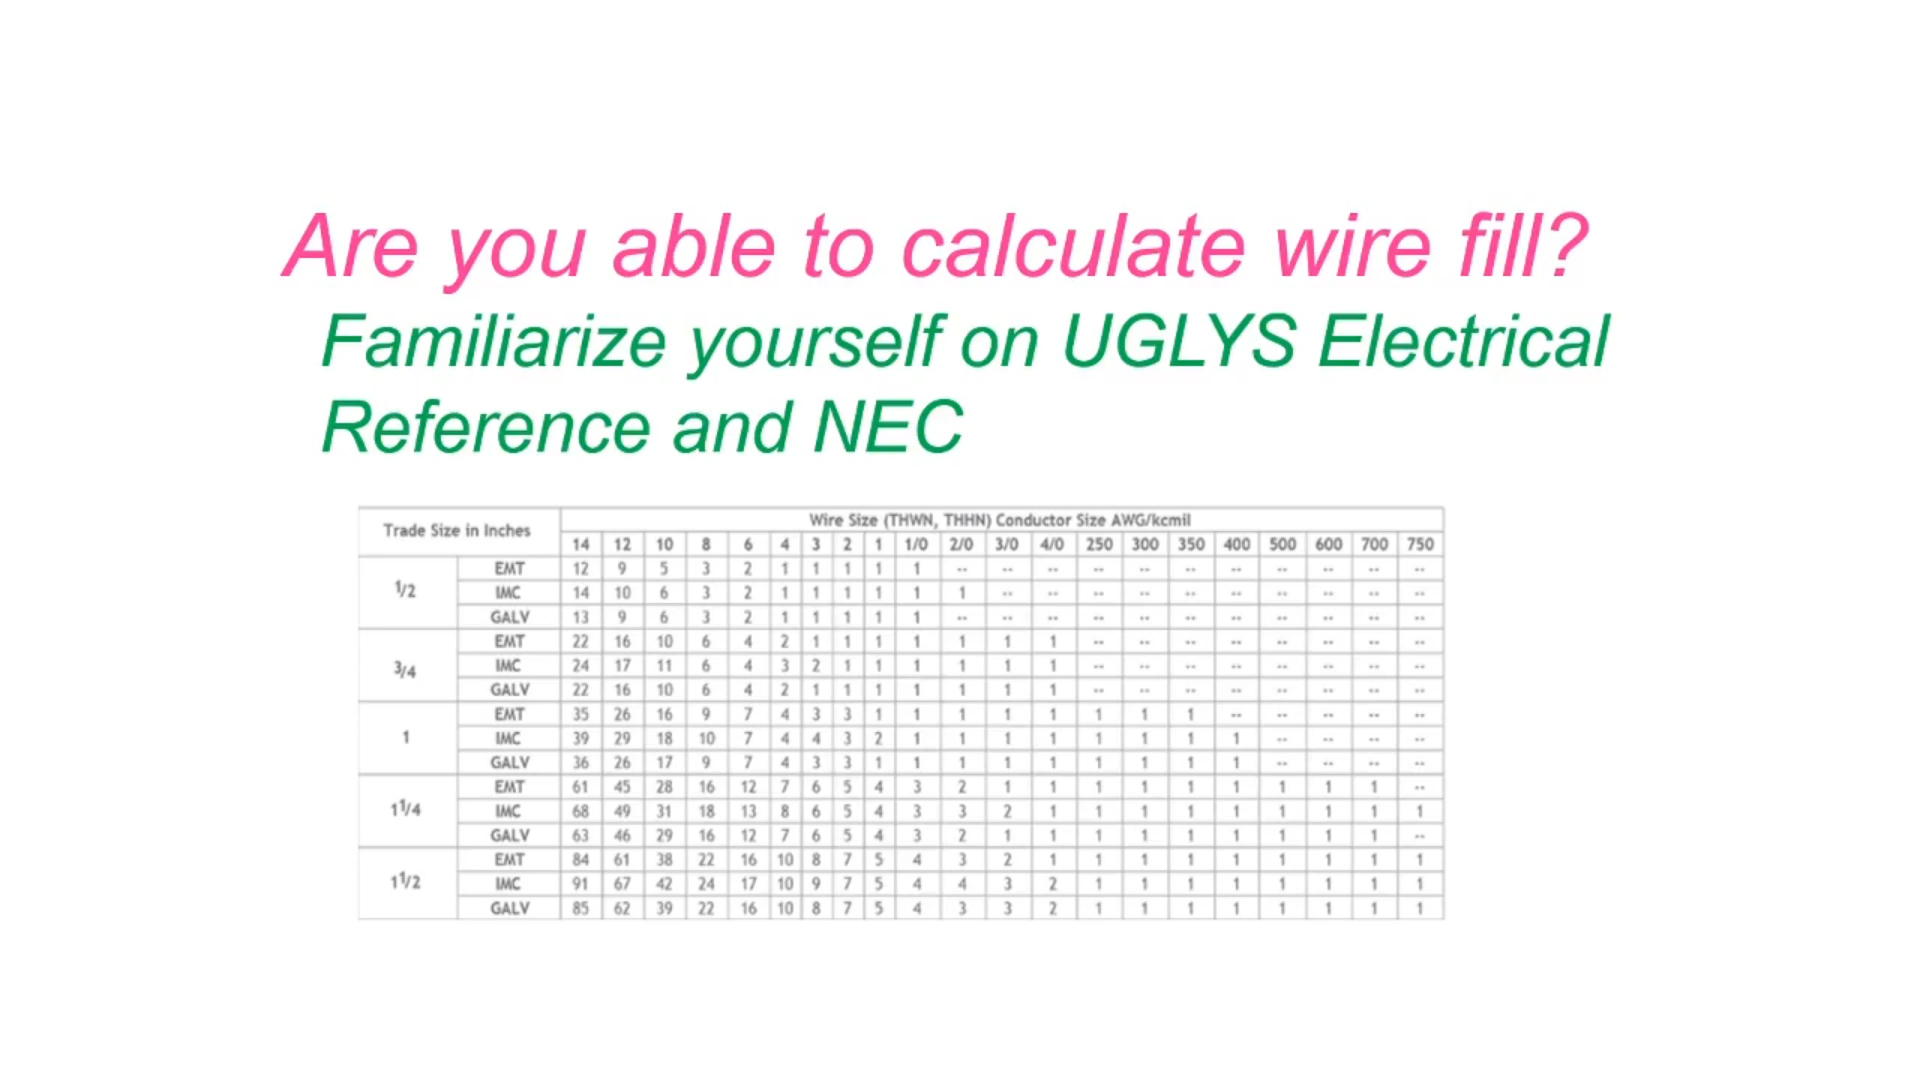 Are you able to calculate wire fill?
Familiarize yourself on UGLYS Electrical
Reference and NEC
Trade Size in Inches
Wire Size (THWN, THHN) Conductor Size AWG/kcmil
14 12 10 8 6 4 3 2 1 1/0 2/0 3/0 4/0 250 300 350 400 500 600 700 750
1/2
EMT 12 9 5 3 2 1 1 1 1 1 -- -- -- -- -- -- -- -- -- -- --
IMC 14 10 6 3 2 1 1 1 1 1 1 -- -- -- -- -- -- -- -- -- --
GALV 13 9 6 3 2 1 1 1 1 1 -- -- -- -- -- -- -- -- -- -- --
3/4
EMT 22 16 10 6 4 2 1 1 1 1 1 1 1 -- -- -- -- -- -- -- --
IMC 24 17 11 6 4 3 2 1 1 1 1 1 1 -- -- -- -- -- -- -- --
GALV 22 16 10 6 4 2 1 1 1 1 1 1 1 -- -- -- -- -- -- -- --
1
EMT 35 26 16 9 7 4 3 3 1 1 1 1 1 1 1 1 -- -- -- -- --
IMC 39 29 18 10 7 4 4 3 2 1 1 1 1 1 1 1 1 -- -- -- --
GALV 36 26 17 9 7 4 3 3 1 1 1 1 1 1 1 1 1 -- -- -- --
1 1/4
EMT 61 45 28 16 12 7 6 5 4 3 2 1 1 1 1 1 1 1 1 1 --
IMC 68 49 31 18 13 8 6 5 4 3 3 2 1 1 1 1 1 1 1 1 1
GALV 63 46 29 16 12 7 6 5 4 3 2 1 1 1 1 1 1 1 1 1 --
1 1/2
EMT 84 61 38 22 16 10 8 7 5 4 3 2 1 1 1 1 1 1 1 1 1
IMC 91 67 42 24 17 10 9 7 5 4 4 3 2 1 1 1 1 1 1 1 1
GALV 85 62 39 22 16 10 8 7 5 4 3 3 2 1 1 1 1 1 1 1 1